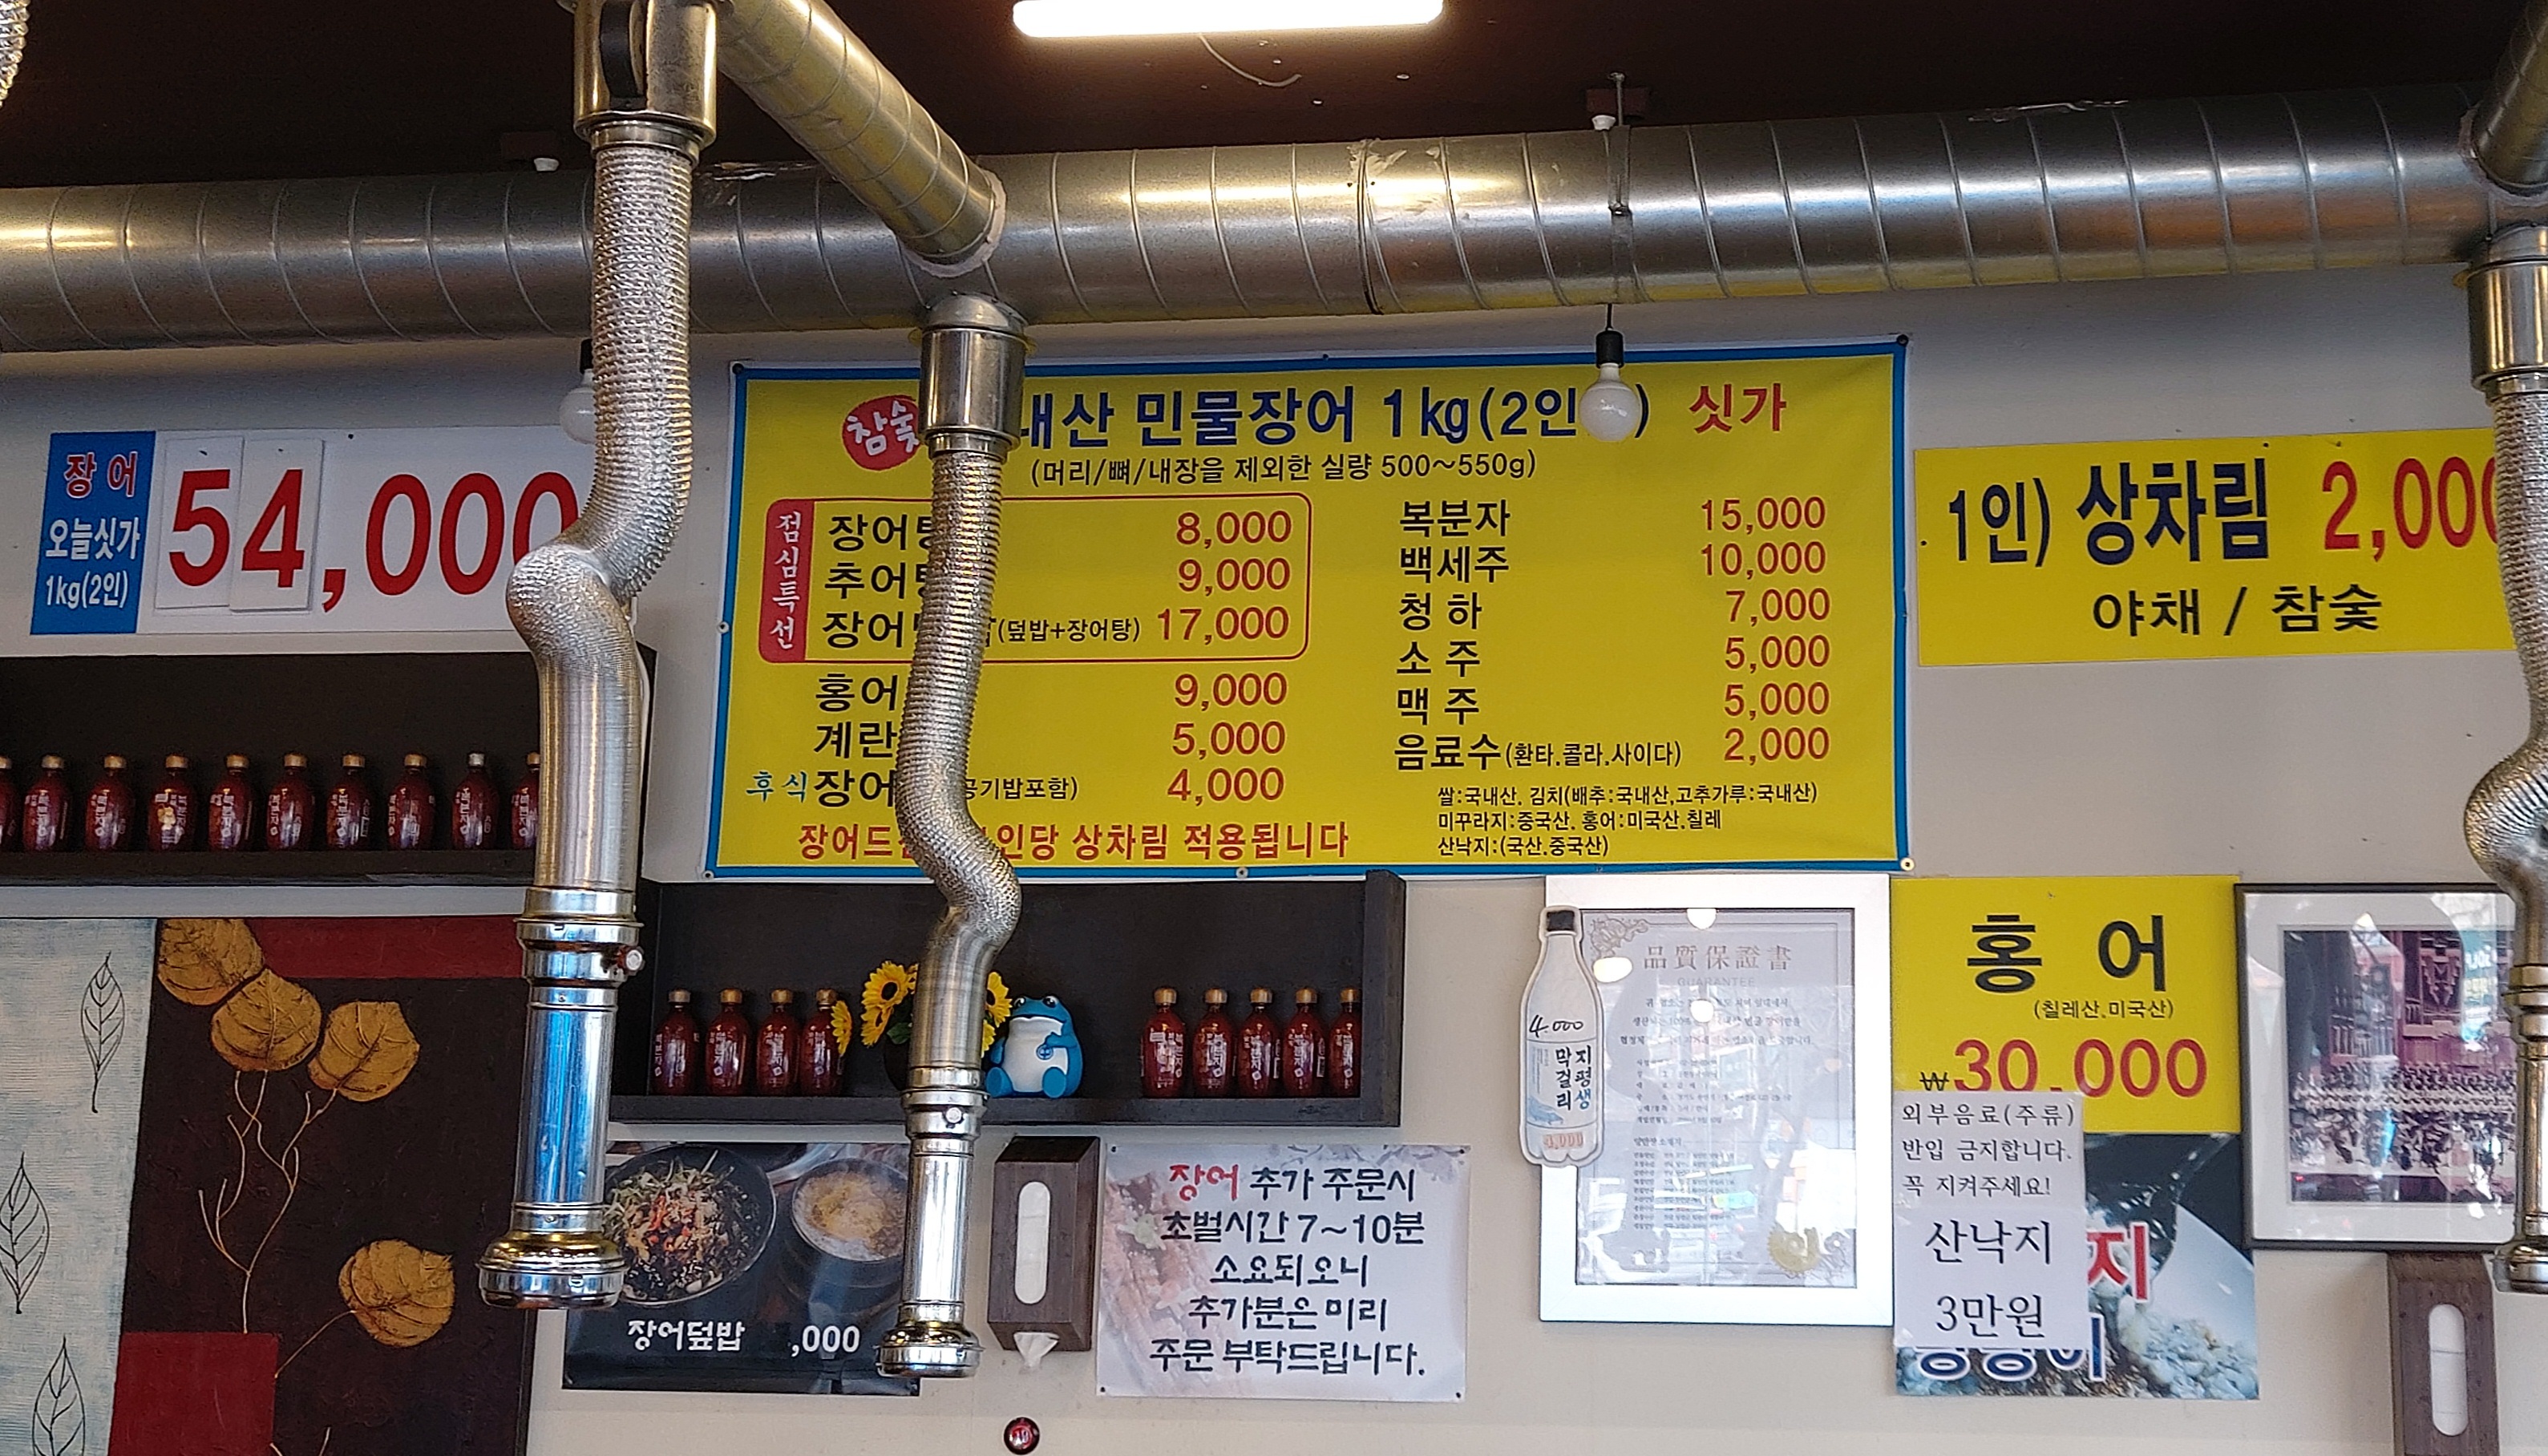 장 어
오늘싯가
1kg(2인)
54,000
참숯 내산 민물장어 1kg(2인 ) 싯가
(머리/뼈/내장을 제외한 실량 500~550g)
점심특선
장어 8,000
추어 9,000
장어 (덮밥+장어탕) 17,000
홍어 9,000
계란 5,000
후식 장어 공기밥포함) 4,000
장어드 인당 상차림 적용됩니다
복분자 15,000
백세주 10,000
청 하 7,000
소 주 5,000
맥 주 5,000
음료수(환타.콜라.사이다) 2,000
쌀:국내산, 김치(배추:국내산,고추가루:국내산)
미꾸라지:중국산, 홍어:미국산,칠레
산낙지:(국산,중국산)
1인) 상차림 2,000
야채 / 참숯
品質保證書
GUARANTEE
4.000
지평생
막걸리
4,000
홍 어
(칠레산.미국산)
₩30,000
외부음료(주류)
반입 금지합니다.
꼭 지켜주세요!
산낙지
3만원
지
장어덮밥 ,000
장어 추가 주문시
초벌시간 7~10분
소요되오니
추가분은 미리
주문 부탁드립니다.